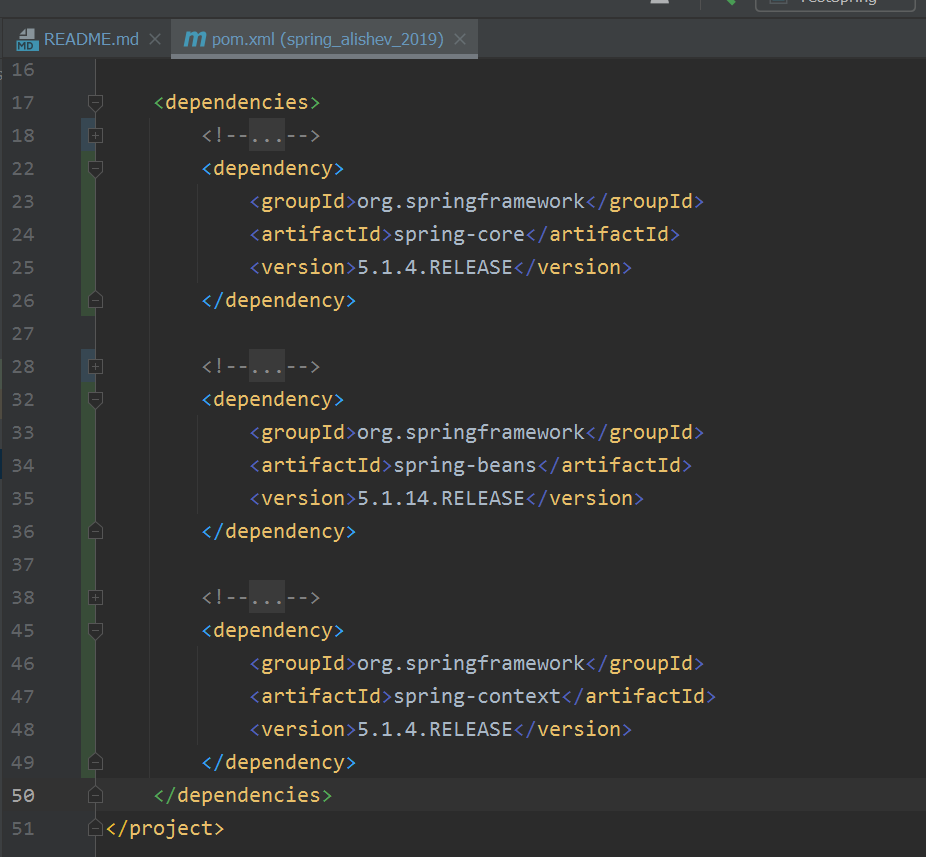 README.md
pom.xml (spring_alishev_2019)
16
17 <dependencies>
18 <!--...-->
22 <dependency>
23 <groupId>org.springframework</groupId>
24 <artifactId>spring-core</artifactId>
25 <version>5.1.4.RELEASE</version>
26 </dependency>
27
28 <!--...-->
32 <dependency>
33 <groupId>org.springframework</groupId>
34 <artifactId>spring-beans</artifactId>
35 <version>5.1.14.RELEASE</version>
36 </dependency>
37
38 <!--...-->
45 <dependency>
46 <groupId>org.springframework</groupId>
47 <artifactId>spring-context</artifactId>
48 <version>5.1.4.RELEASE</version>
49 </dependency>
50 </dependencies>
51 </project>